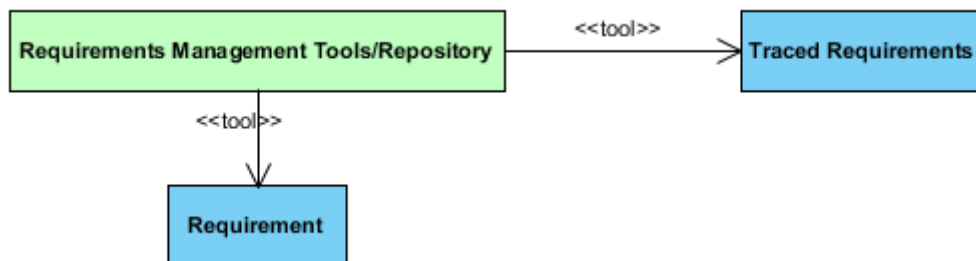 Requirements Management Tools/Repository
<<tool>>
Traced Requirements
<<tool>>
Requirement